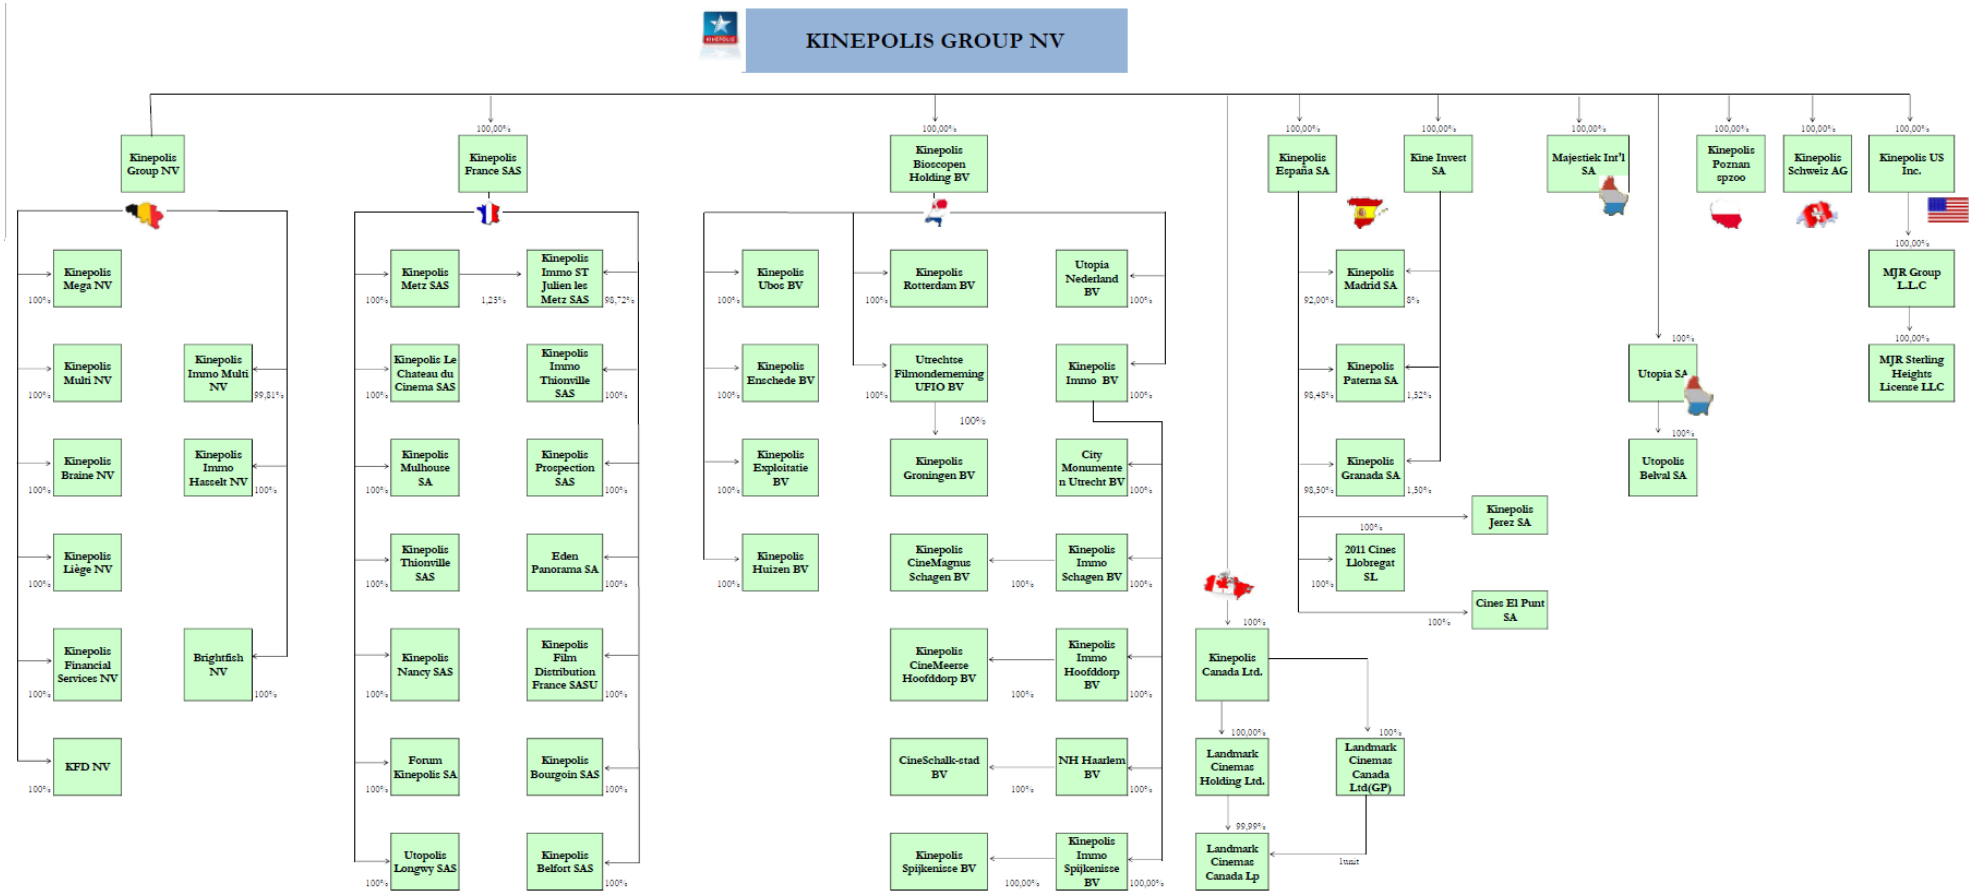 KINEPOLIS
KINEPOLIS GROUP NV
Kinepolis
Group NV
100,00%
Kinepolis
France SAS
100,00%
Kinepolis
Bioscopen
Holding BV
100,00%
Kinepolis
España SA
100,00%
Kine Invest
SA
100,00%
Majestiek Int'l
SA
100,00%
Kinepolis
Poznan
spzoo
100,00%
Kinepolis
Schweiz AG
100,00%
Kinepolis US
Inc.
Kinepolis
Mega NV
100%
Kinepolis
Multi NV
100%
Kinepolis
Immo Multi
NV
99,81%
Kinepolis
Braine NV
100%
Kinepolis
Immo
Hasselt NV
100%
Kinepolis
Liège NV
100%
Kinepolis
Financial
Services NV
100%
Brightfish
NV
100%
KFD NV
100%
Kinepolis
Metz SAS
100%
1,25%
Kinepolis
Immo ST
Julien les
Metz SAS
98,72%
Kinepolis Le
Chateau du
Cinema SAS
100%
Kinepolis
Immo
Thionville
SAS
100%
Kinepolis
Mulhouse
SA
100%
Kinepolis
Prospection
SAS
100%
Kinepolis
Thionville
SAS
100%
Eden
Panorama SA
100%
Kinepolis
Nancy SAS
100%
Kinepolis
Film
Distribution
France SASU
100%
Forum
Kinepolis SA
100%
Kinepolis
Bourgoin SAS
100%
Utopolis
Longwy SAS
100%
Kinepolis
Belfort SAS
100%
Kinepolis
Ubos BV
100%
Kinepolis
Rotterdam BV
100%
Utopia
Nederland
BV
100%
Kinepolis
Enschede BV
100%
Utrechtse
Filmonderneming
UFIO BV
100%
Kinepolis
Immo BV
100%
100%
Kinepolis
Exploitatie
BV
100%
Kinepolis
Groningen BV
City
Monumente
n Utrecht BV
100%
Kinepolis
Huizen BV
100%
Kinepolis
CineMagnus
Schagen BV
100%
Kinepolis
Immo
Schagen BV
100%
Kinepolis
CineMeerse
Hoofddorp BV
100%
Kinepolis
Immo
Hoofddorp
BV
100%
CineSchalk-stad
BV
100%
NH Haarlem
BV
100%
Kinepolis
Spijkenisse BV
100,00%
Kinepolis
Immo
Spijkenisse
BV
100,00%
100%
Kinepolis
Canada Ltd.
100,00%
Landmark
Cinemas
Holding Ltd.
100%
Landmark
Cinemas
Canada
Ltd(GP)
99,99%
Landmark
Cinemas
Canada Lp
1unit
92,00%
Kinepolis
Madrid SA
8%
98,48%
Kinepolis
Paterna SA
1,52%
98,50%
Kinepolis
Granada SA
1,50%
100%
Kinepolis
Jerez SA
100%
2011 Cines
Llobregat
SL
100%
Cines El Punt
SA
100%
Utopia SA
100%
Utopolis
Belval SA
100,00%
MJR Group
L.L.C
100,00%
MJR Sterling
Heights
License LLC